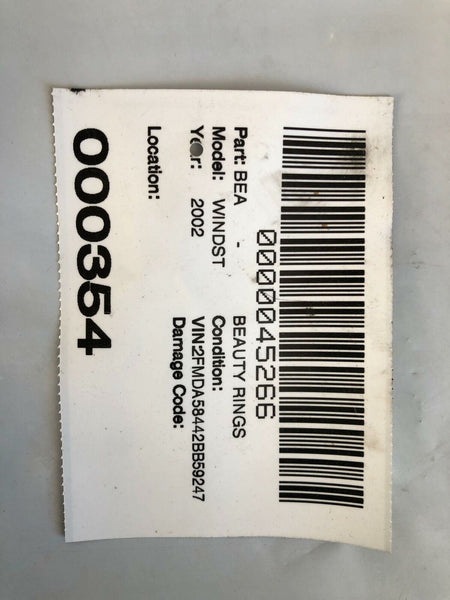 0000045266
Part: BEA - BEAUTY RINGS
Model: WINDST Condition:
Year: 2002 VIN:2FMDA58442BB59247
Damage Code:
Location:
000354